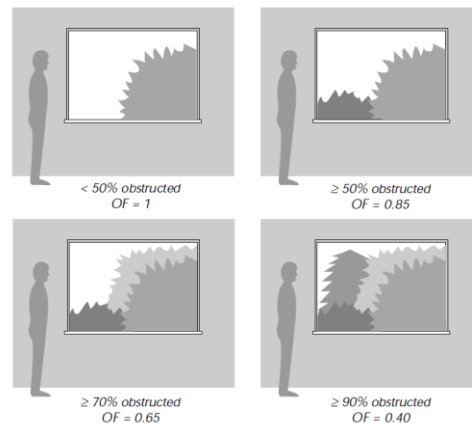 < 50% obstructed
OF = 1
≥ 50% obstructed
OF = 0.85
≥ 70% obstructed
OF = 0.65
≥ 90% obstructed
OF = 0.40